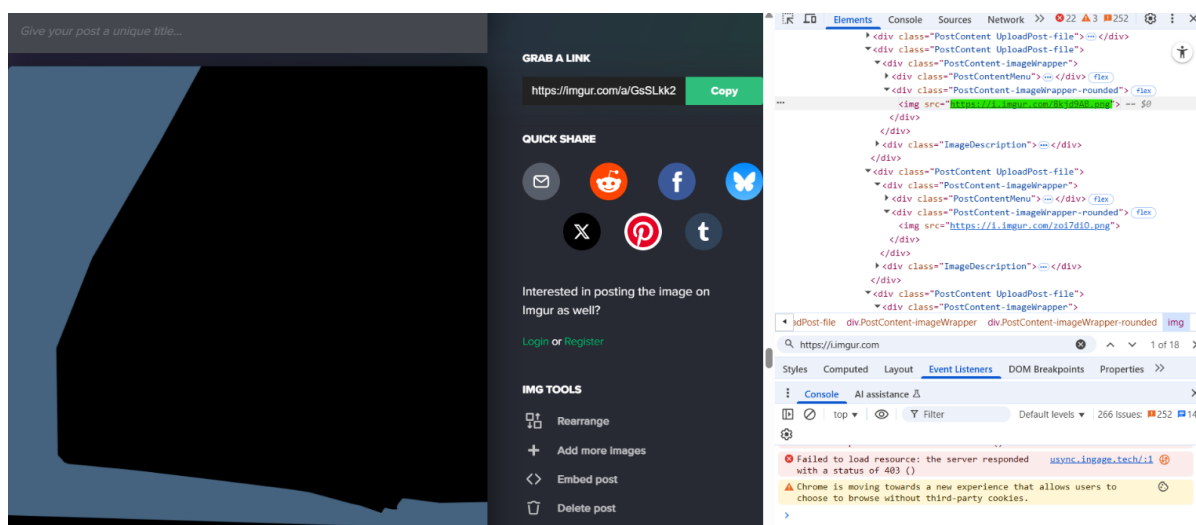 Give your post a unique title...
GRAB A LINK
https://imgur.com/a/GsSLkk2
Copy
QUICK SHARE
Interested in posting the image on
Imgur as well?
Login or Register
IMG TOOLS
Rearrange
Add more images
Embed post
Delete post
Elements Console Sources Network 22 3 252
<div class="PostContent UploadPost-file"> </div>
<div class="PostContent UploadPost-file">
<div class="PostContent-imageWrapper">
<div class="PostContentMenu"> </div> flex
<div class="PostContent-imageWrapper-rounded"> flex
<img src="https://i.imgur.com/8kjd9A8.png"> == $0
</div>
</div>
<div class="ImageDescription"> </div>
</div>
<div class="PostContent UploadPost-file">
<div class="PostContent-imageWrapper">
<div class="PostContentMenu"> </div> flex
<div class="PostContent-imageWrapper-rounded"> flex
<img src="https://i.imgur.com/zoi7diO.png">
</div>
</div>
<div class="ImageDescription"> </div>
</div>
<div class="PostContent UploadPost-file">
<div class="PostContent-imageWrapper">
adPost-file div.PostContent-imageWrapper div.PostContent-imageWrapper-rounded img
https://i.imgur.com 1 of 18
Styles Computed Layout Event Listeners DOM Breakpoints Properties
Console AI assistance
top Filter Default levels 266 Issues: 252 14
Failed to load resource: the server responded usync.ingage.tech/:1
with a status of 403 ()
Chrome is moving towards a new experience that allows users to
choose to browse without third-party cookies.